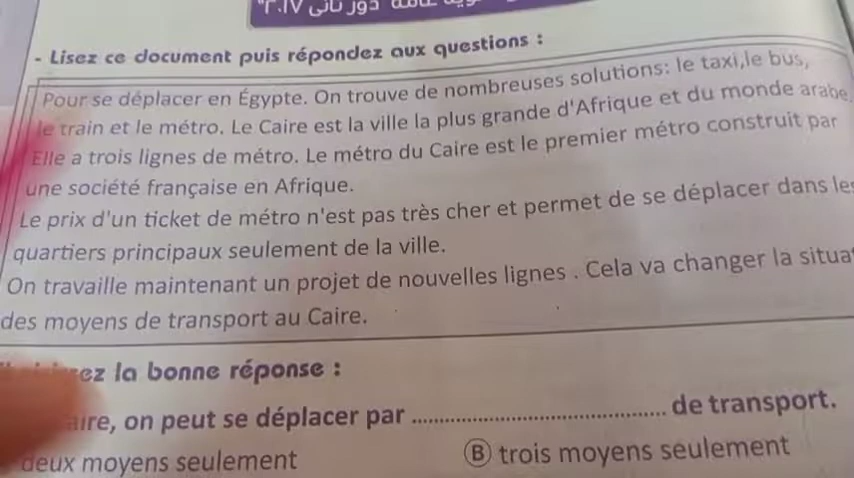 دور ثانى ٢٠١٧
- Lisez ce document puis répondez aux questions :
Pour se déplacer en Égypte. On trouve de nombreuses solutions: le taxi,le bus,
le train et le métro. Le Caire est la ville la plus grande d'Afrique et du monde arabe
Elle a trois lignes de métro. Le métro du Caire est le premier métro construit par
une société française en Afrique.
Le prix d'un ticket de métro n'est pas très cher et permet de se déplacer dans les
quartiers principaux seulement de la ville.
On travaille maintenant un projet de nouvelles lignes . Cela va changer la situa
des moyens de transport au Caire.
ez la bonne réponse :
aire, on peut se déplacer par ........................................ de transport.
deux moyens seulement
B trois moyens seulement